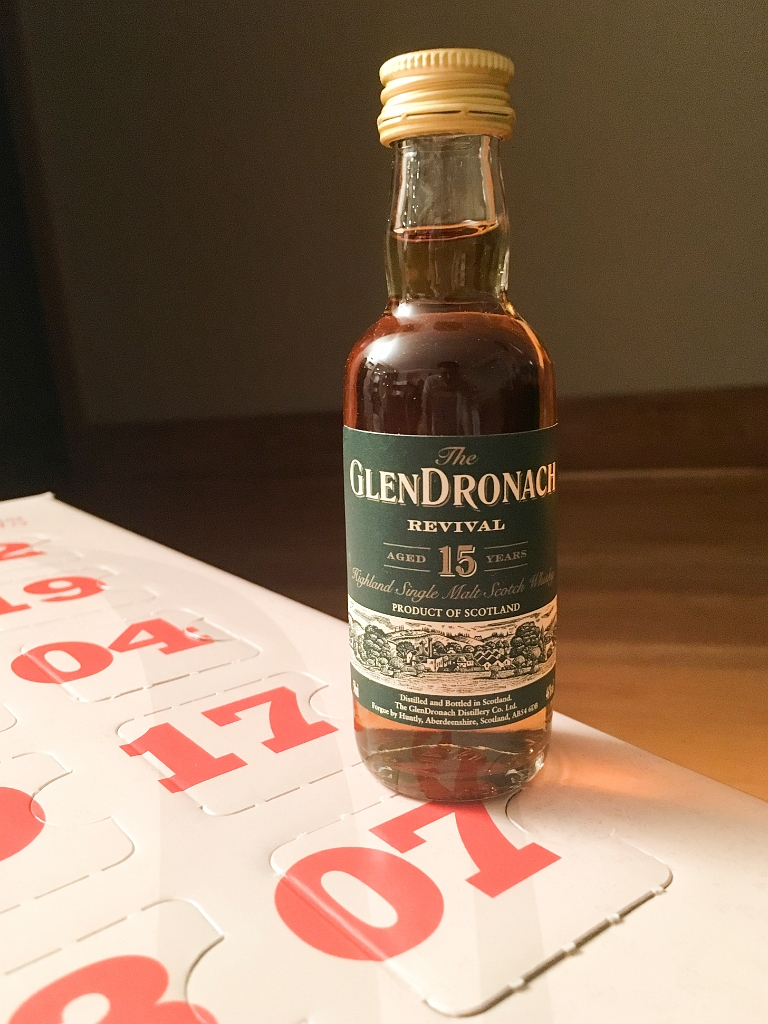 The
GLENDRONACH
REVIVAL
AGED 15 YEARS
Highland Single Malt Scotch Whisky
PRODUCT OF SCOTLAND
Distilled and Bottled in Scotland.
The GlenDronach Distillery Co. Ltd.
Forgue by Huntly, Aberdeenshire, Scotland, AB54 6DB
19
04
17
07